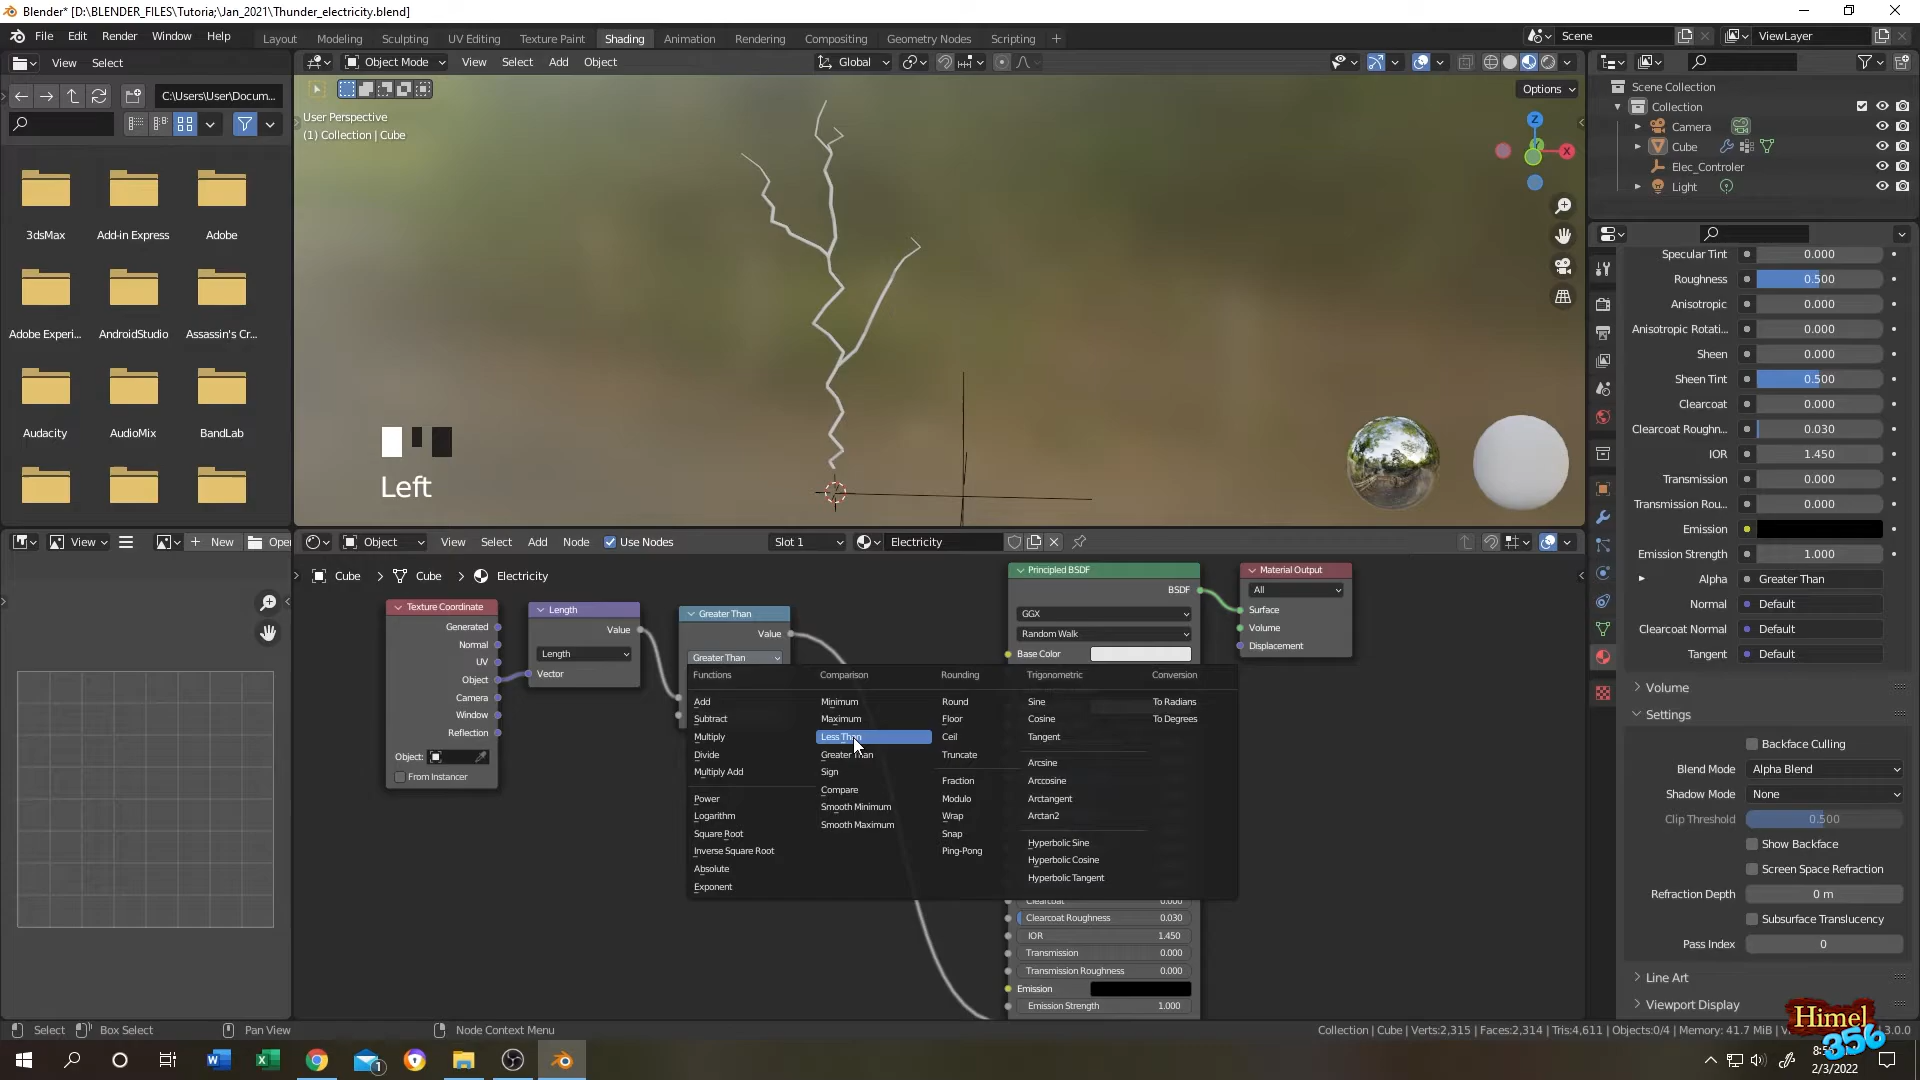 Blender* [D:\BLENDER_FILES\Tutoria;\Jan_2021\Thunder_electricity.blend]
File Edit Render Window Help
Layout Modeling Sculpting UV Editing Texture Paint Shading Animation Rendering Compositing Geometry Nodes Scripting +
Scene ViewLayer
View Select
Object Mode View Select Add Object Global
C:\Users\User\Docum...
Options
User Perspective
(1) Collection | Cube
Z
X
Scene Collection
Collection
Camera
Cube
Elec_Controler
Light
3dsMax Add-in Express Adobe
Adobe Experi... AndroidStudio Assassin's Cr...
Audacity AudioMix BandLab
Left
Specular Tint 0.000
Roughness 0.500
Anisotropic 0.000
Anisotropic Rotati... 0.000
Sheen 0.000
Sheen Tint 0.500
Clearcoat 0.000
Clearcoat Roughn... 0.030
IOR 1.450
Transmission 0.000
Transmission Rou... 0.000
Emission
Emission Strength 1.000
Alpha Greater Than
Normal Default
Clearcoat Normal Default
Tangent Default
Volume
Settings
Backface Culling
Blend Mode Alpha Blend
Shadow Mode None
Clip Threshold 0.500
Show Backface
Screen Space Refraction
Refraction Depth 0 m
Subsurface Translucency
Pass Index 0
Line Art
Viewport Display
View + New Open
Object View Select Add Node Use Nodes Slot 1 Electricity
Cube > Cube > Electricity
Texture Coordinate
Generated
Normal
UV
Object
Camera
Window
Reflection
Object:
From Instancer
Length
Value
Length
Vector
Greater Than
Value
Greater Than
Principled BSDF
BSDF
GGX
Random Walk
Base Color
Material Output
All
Surface
Volume
Displacement
Functions Comparison Rounding Trigonometric Conversion
Add Minimum Round Sine To Radians
Subtract Maximum Floor Cosine To Degrees
Multiply Less Than Ceil Tangent
Divide Greater Than Truncate
Arcsine
Multiply Add Sign
Fraction Arccosine
Compare
Power Smooth Minimum Modulo Arctangent
Logarithm Smooth Maximum Wrap Arctan2
Square Root Snap
Hyperbolic Sine
Inverse Square Root Ping-Pong Hyperbolic Cosine
Absolute Hyperbolic Tangent
Exponent
Clearcoat 0.000
Clearcoat Roughness 0.030
IOR 1.450
Transmission 0.000
Transmission Roughness 0.000
Emission
Emission Strength 1.000
Select Box Select Pan View Node Context Menu
Collection | Cube | Verts:2,315 | Faces:2,314 | Tris:4,611 | Objects:0/4 | Memory: 41.7 MiB | 3.0.0
Himel
356
2/3/2022